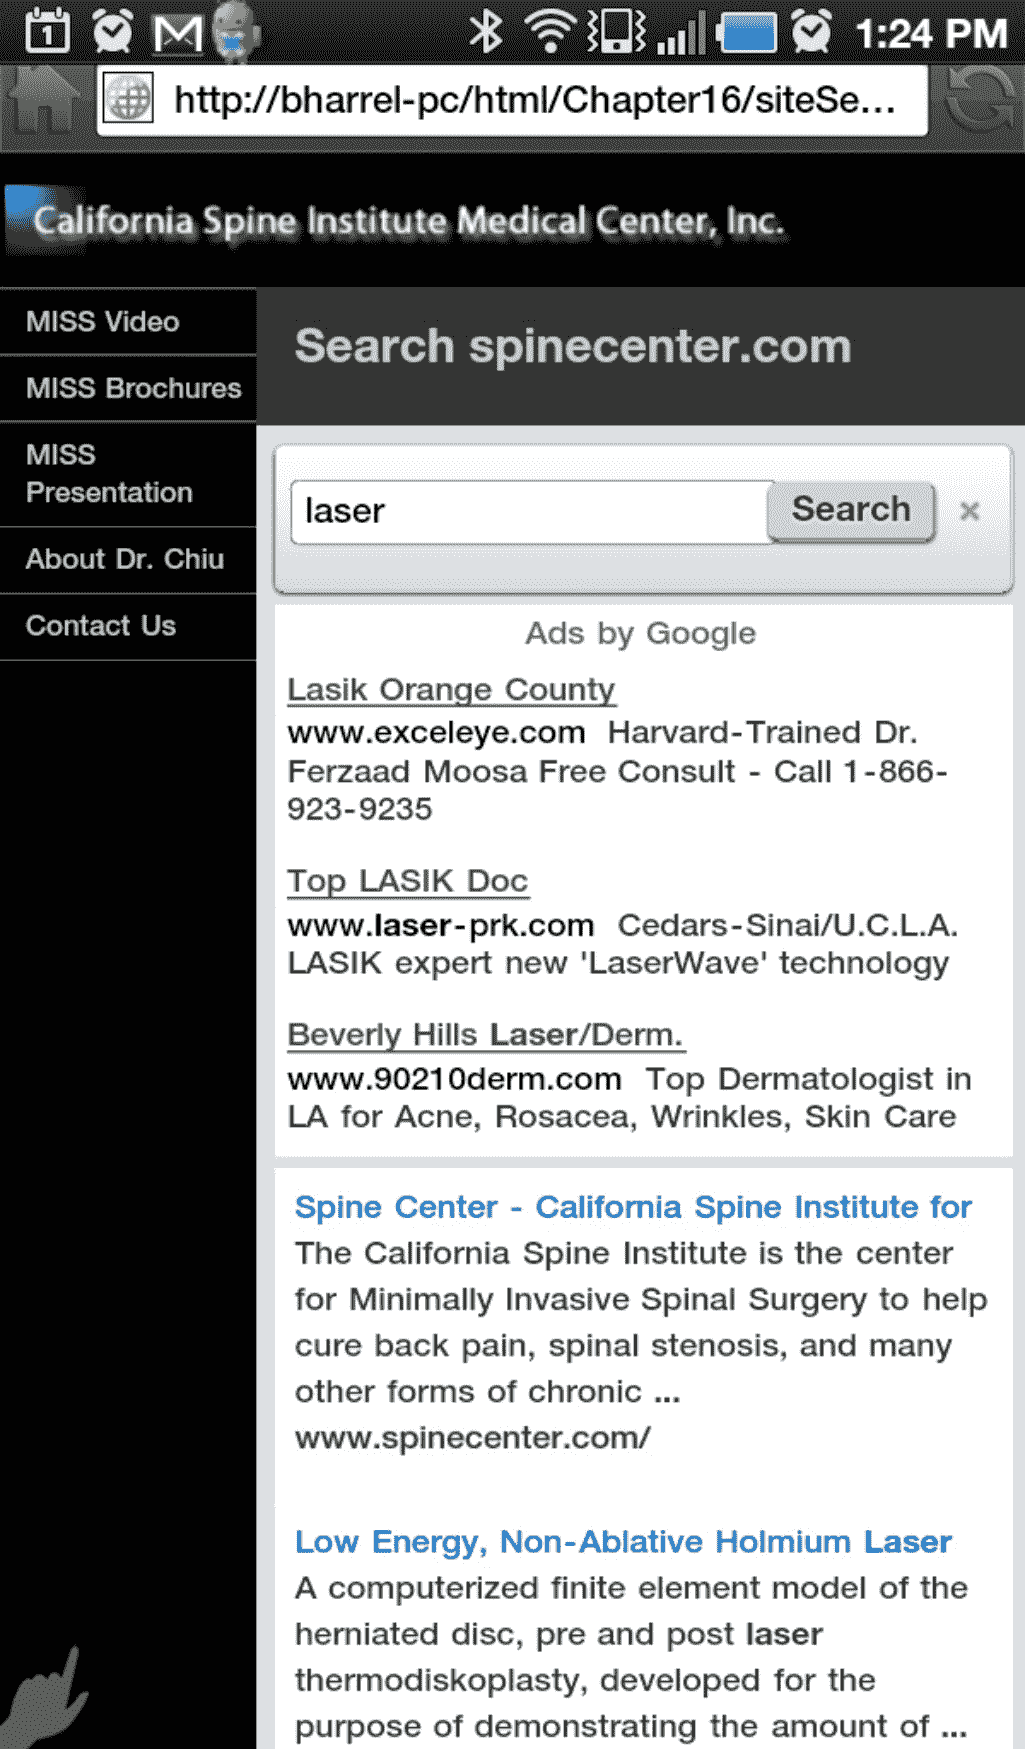 1
1:24 PM
http://bharrel-pc/html/Chapter16/siteSe...
California Spine Institute Medical Center, Inc.
MISS Video
MISS Brochures
MISS
Presentation
About Dr. Chiu
Contact Us
Search spinecenter.com
laser
Search
×
Ads by Google
Lasik Orange County
www.exceleye.com Harvard-Trained Dr.
Ferzaad Moosa Free Consult - Call 1-866-
923-9235
Top LASIK Doc
www.laser-prk.com Cedars-Sinai/U.C.L.A.
LASIK expert new 'LaserWave' technology
Beverly Hills Laser/Derm.
www.90210derm.com Top Dermatologist in
LA for Acne, Rosacea, Wrinkles, Skin Care
Spine Center - California Spine Institute for
The California Spine Institute is the center
for Minimally Invasive Spinal Surgery to help
cure back pain, spinal stenosis, and many
other forms of chronic ...
www.spinecenter.com/
Low Energy, Non-Ablative Holmium Laser
A computerized finite element model of the
herniated disc, pre and post laser
thermodiskoplasty, developed for the
purpose of demonstrating the amount of ...